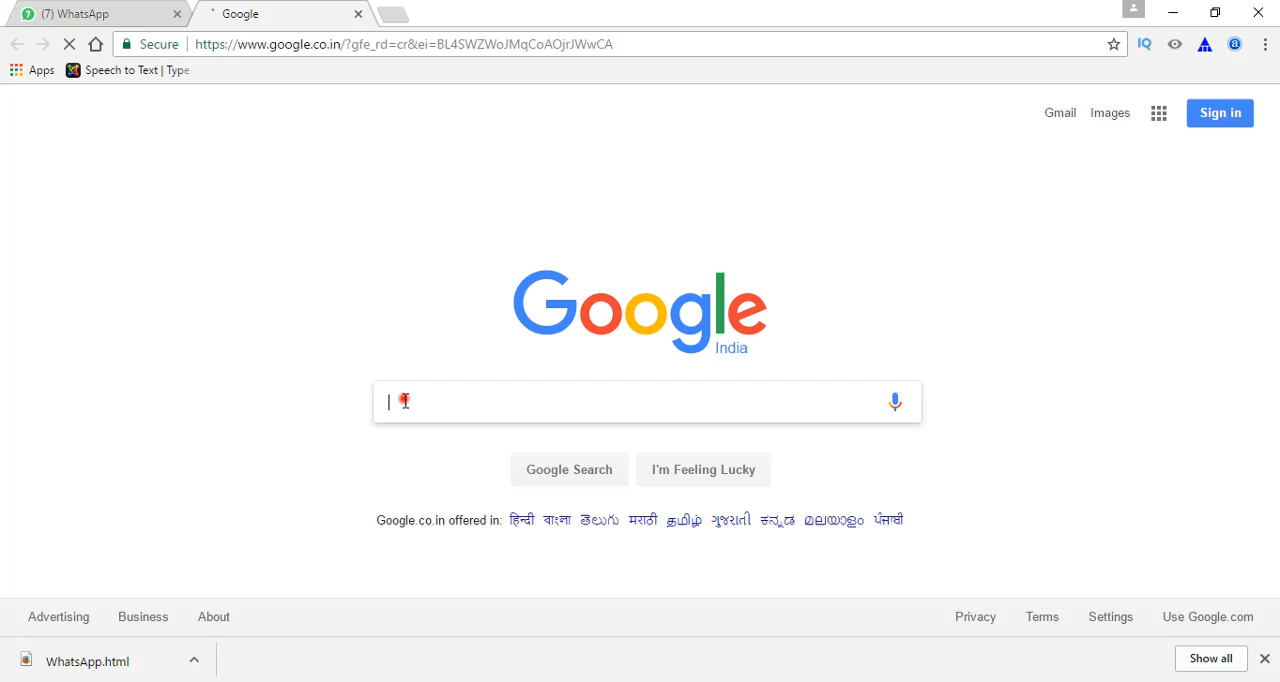 (7) WhatsApp
Google
Secure
https://www.google.co.in/?gfe_rd=cr&ei=BL4SWZWoJMqCoAOjrJWwCA
IQ
Apps
Speech to Text | Type
Gmail
Images
Sign in
Google
India
Google Search
I'm Feeling Lucky
Google.co.in offered in: हिन्दी বাংলা తెలుగు मराठी தமிழ் ગુજરાતી ಕನ್ನಡ മലയാളം ਪੰਜਾਬੀ
Advertising
Business
About
Privacy
Terms
Settings
Use Google.com
WhatsApp.html
Show all